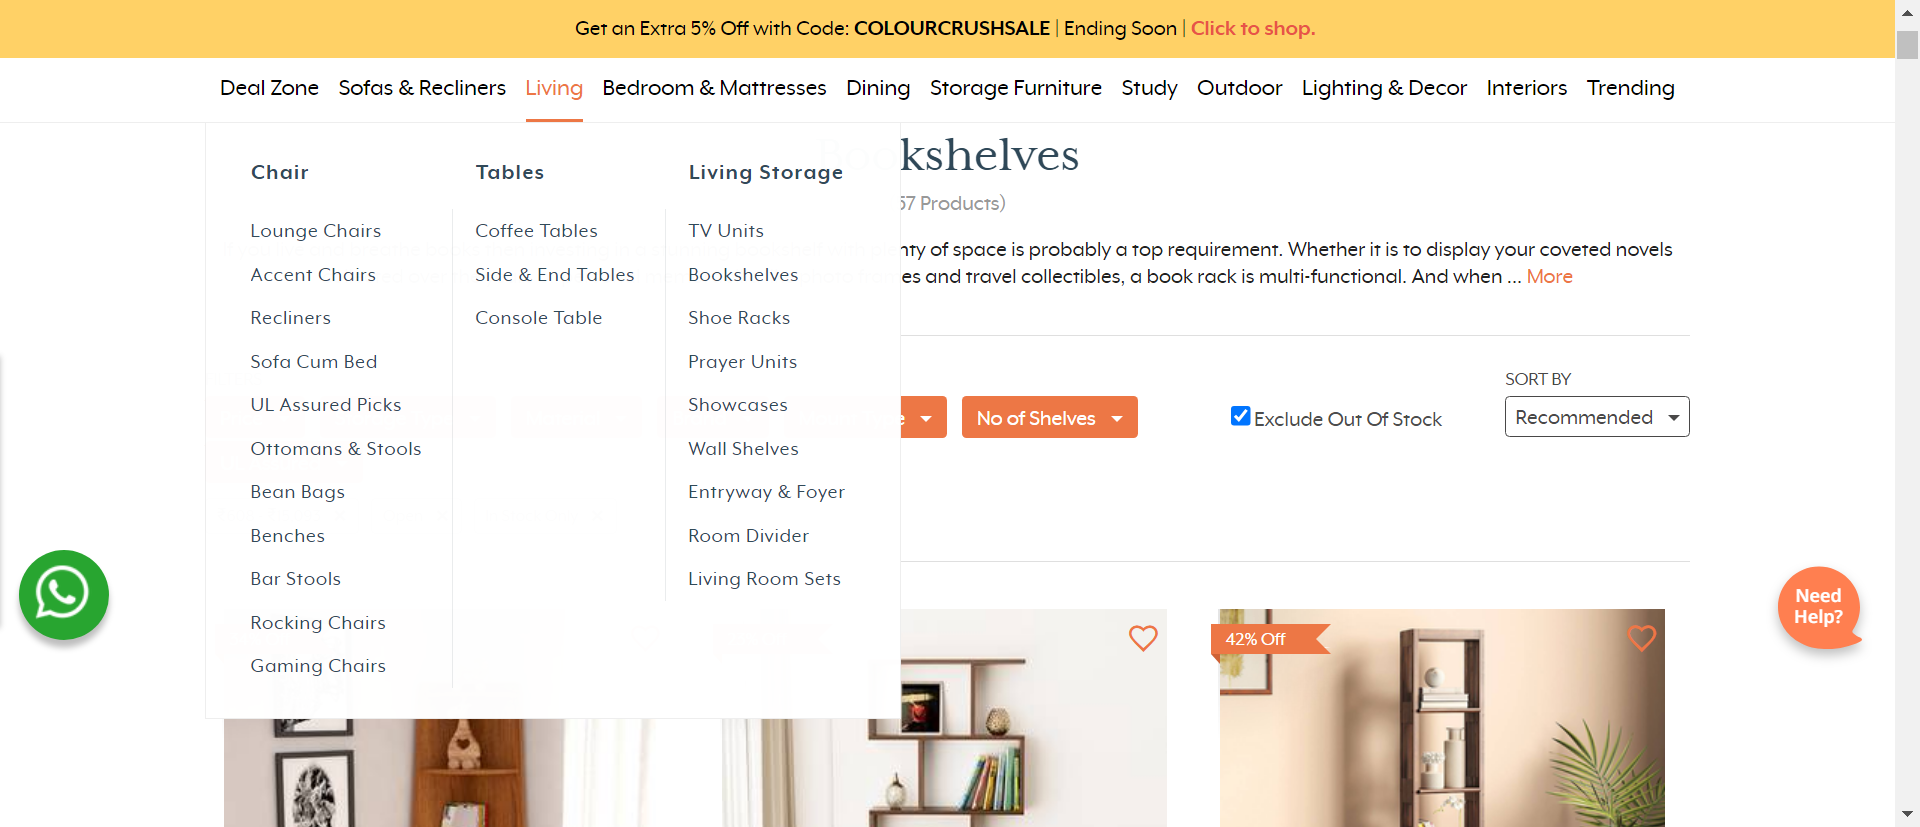 Get an Extra 5% Off with Code: COLOURCRUSHSALE | Ending Soon | Click to shop.
Deal Zone Sofas & Recliners Living Bedroom & Mattresses Dining Storage Furniture Study Outdoor Lighting & Decor Interiors Trending
Bookshelves
57 Products)
Chair
Lounge Chairs
Accent Chairs
Recliners
Sofa Cum Bed
UL Assured Picks
Ottomans & Stools
Bean Bags
Benches
Bar Stools
Rocking Chairs
Gaming Chairs
Tables
Coffee Tables
Side & End Tables
Console Table
Living Storage
TV Units
Bookshelves
Shoe Racks
Prayer Units
Showcases
Wall Shelves
Entryway & Foyer
Room Divider
Living Room Sets
of space is probably a top requirement. Whether it is to display your coveted novels
and travel collectibles, a book rack is multi-functional. And when ... More
No of Shelves
Exclude Out Of Stock
SORT BY
Recommended
42% Off
Need
Help?